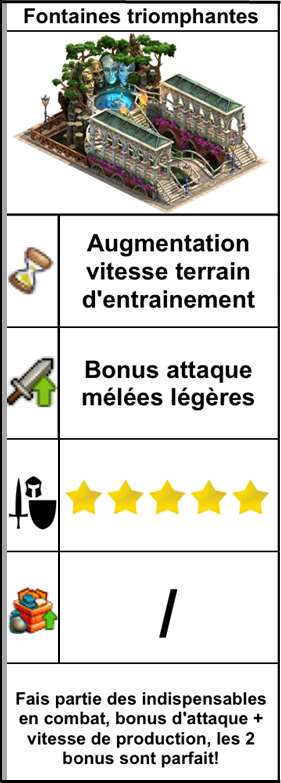 Fontaines triomphantes
Augmentation
vitesse terrain
d'entrainement
Bonus attaque
mélées légères
/
Fais partie des indispensables
en combat, bonus d'attaque +
vitesse de production, les 2
bonus sont parfait!